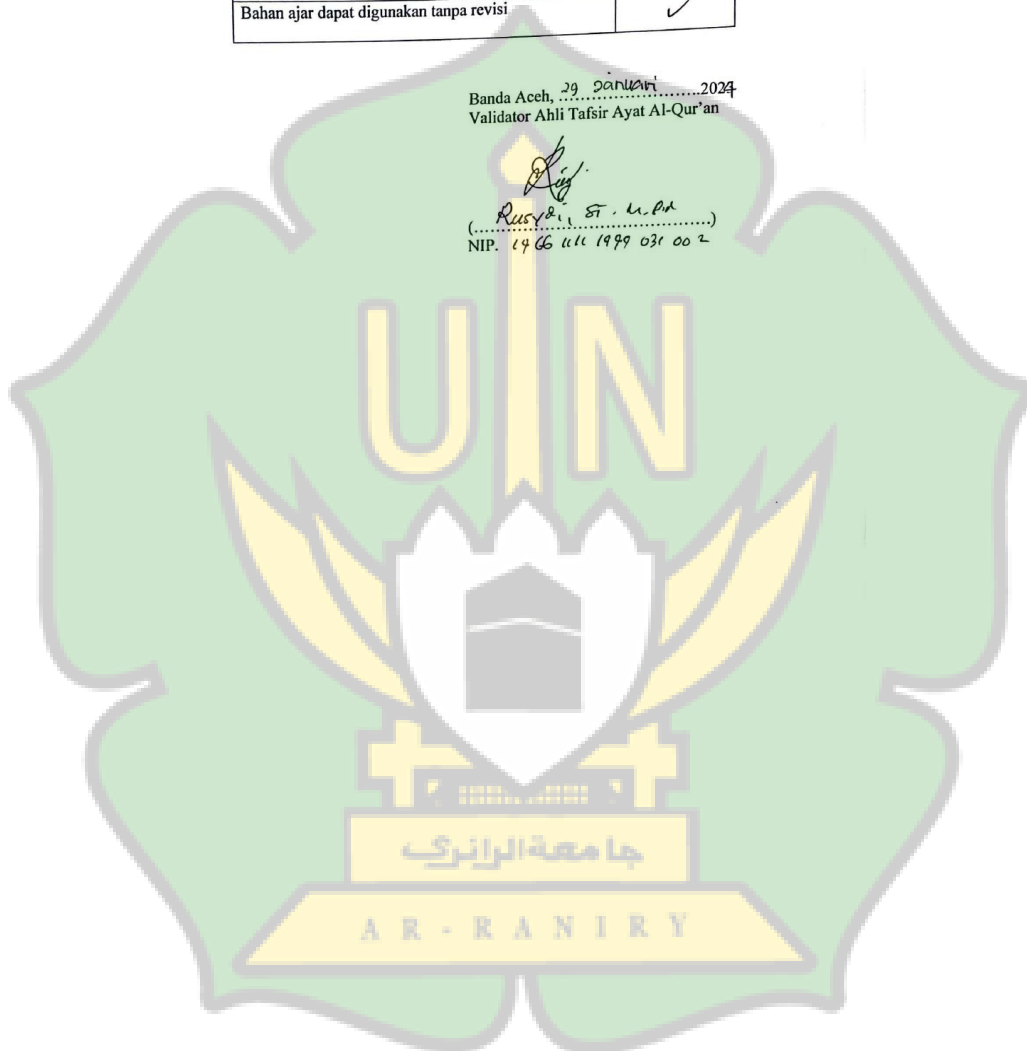 Bahan ajar dapat digunakan tanpa revisi ✓
Banda Aceh, 29 Januari 2024
Validator Ahli Tafsir Ayat Al-Qur'an
(Rusydi, ST. M.Pd)
NIP. 1966 1111 1999 031 002
UIN
جامعة الرانري
AR-RANIRY